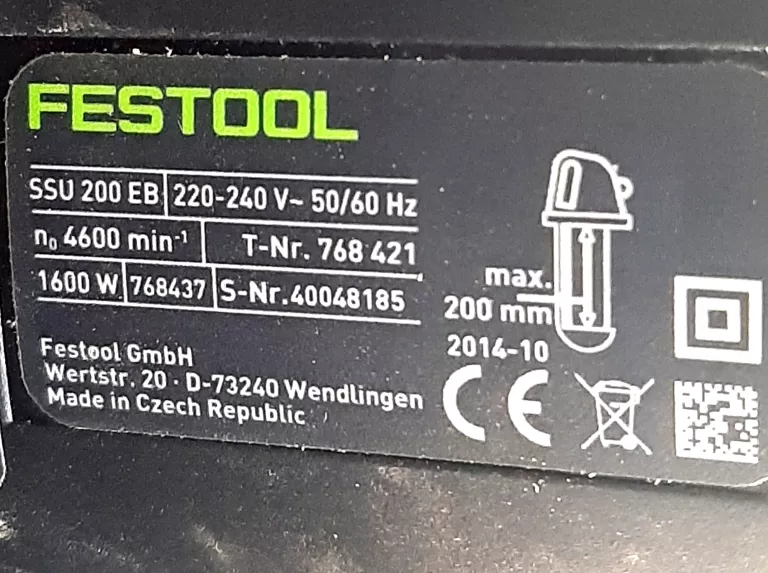 FESTOOL
SSU 200 EB 220-240 V~ 50/60 Hz
n₀ 4600 min⁻¹ T-Nr. 768 421
1600 W 768437 S-Nr.40048185
max.
200 mm
2014-10
Festool GmbH
Wertstr. 20 · D-73240 Wendlingen
Made in Czech Republic
CE